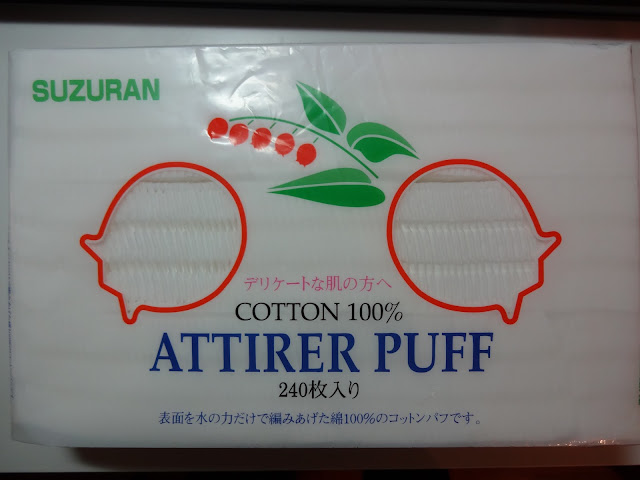 SUZURAN
デリケートな肌の方へ
COTTON 100%
ATTIRER PUFF
240枚入り
表面を水の力だけで編みあげた綿100%のコットンパフです。